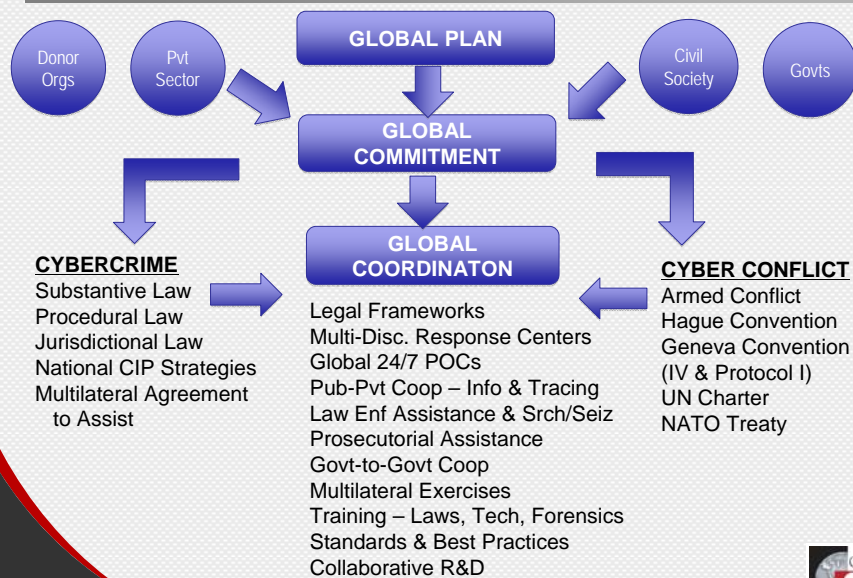 GLOBAL PLAN
Donor
Orgs
Pvt
Sector
Civil
Society
Govts
GLOBAL
COMMITMENT
GLOBAL
COORDINATON
CYBERCRIME
Substantive Law
Procedural Law
Jurisdictional Law
National CIP Strategies
Multilateral Agreement
to Assist
Legal Frameworks
Multi-Disc. Response Centers
Global 24/7 POCs
Pub-Pvt Coop – Info & Tracing
Law Enf Assistance & Srch/Seiz
Prosecutorial Assistance
Govt-to-Govt Coop
Multilateral Exercises
Training – Laws, Tech, Forensics
Standards & Best Practices
Collaborative R&D
CYBER CONFLICT
Armed Conflict
Hague Convention
Geneva Convention
(IV & Protocol I)
UN Charter
NATO Treaty